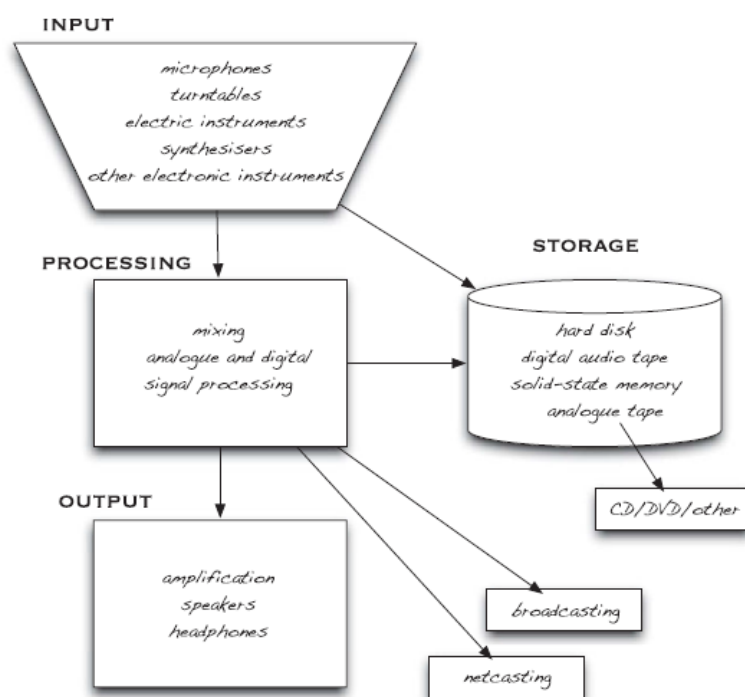 INPUT
microphones
turntables
electric instruments
synthesisers
other electronic instruments
PROCESSING
mixing
analogue and digital
signal processing
STORAGE
hard disk
digital audio tape
solid-state memory
analogue tape
CD/DVD/other
OUTPUT
amplification
speakers
headphones
broadcasting
netcasting